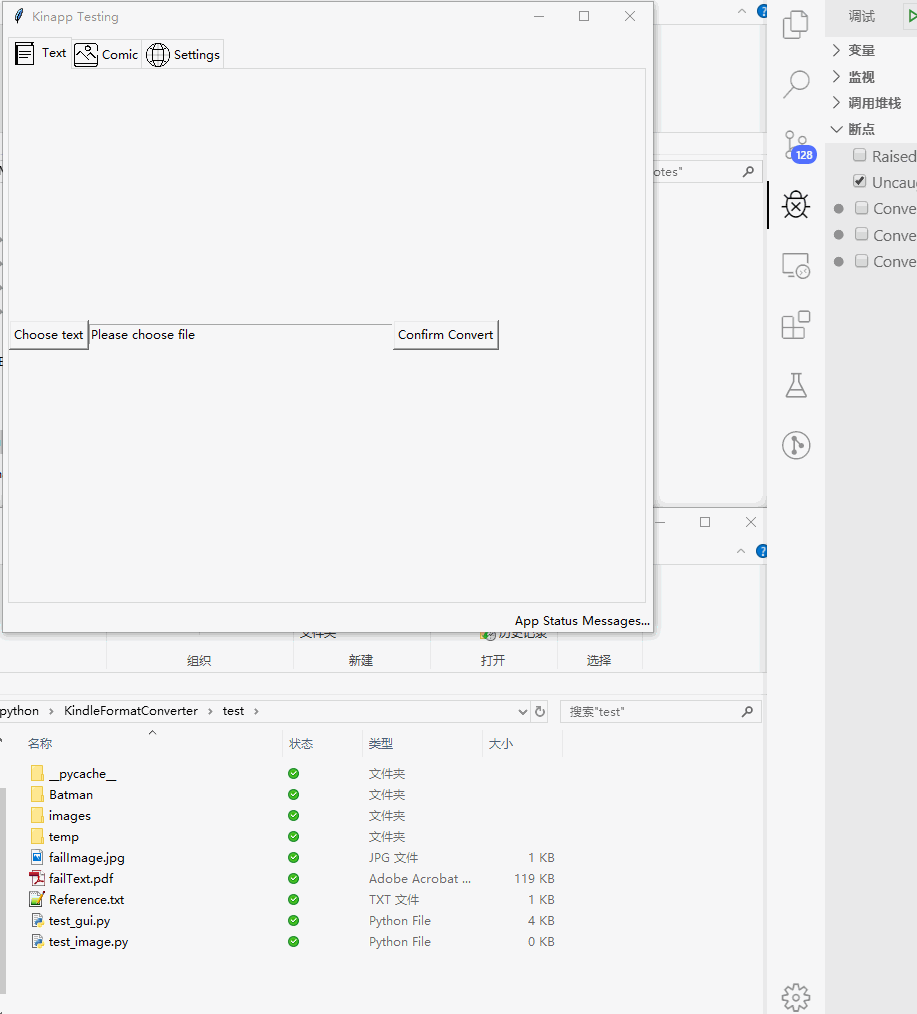 Kinapp Testing
Text
Comic
Settings
Choose text
Please choose file
Confirm Convert
App Status Messages...
otes"
128
调试
变量
监视
调用堆栈
断点
Raised
Uncau
Conve
Conve
Conve
文件夹
历史记录
组织
新建
打开
选择
python > KindleFormatConverter > test >
搜索"test"
名称 状态 类型 大小
__pycache__ 文件夹
Batman 文件夹
images 文件夹
temp 文件夹
failImage.jpg JPG 文件 1 KB
failText.pdf Adobe Acrobat ... 119 KB
Reference.txt TXT 文件 1 KB
test_gui.py Python File 4 KB
test_image.py Python File 0 KB